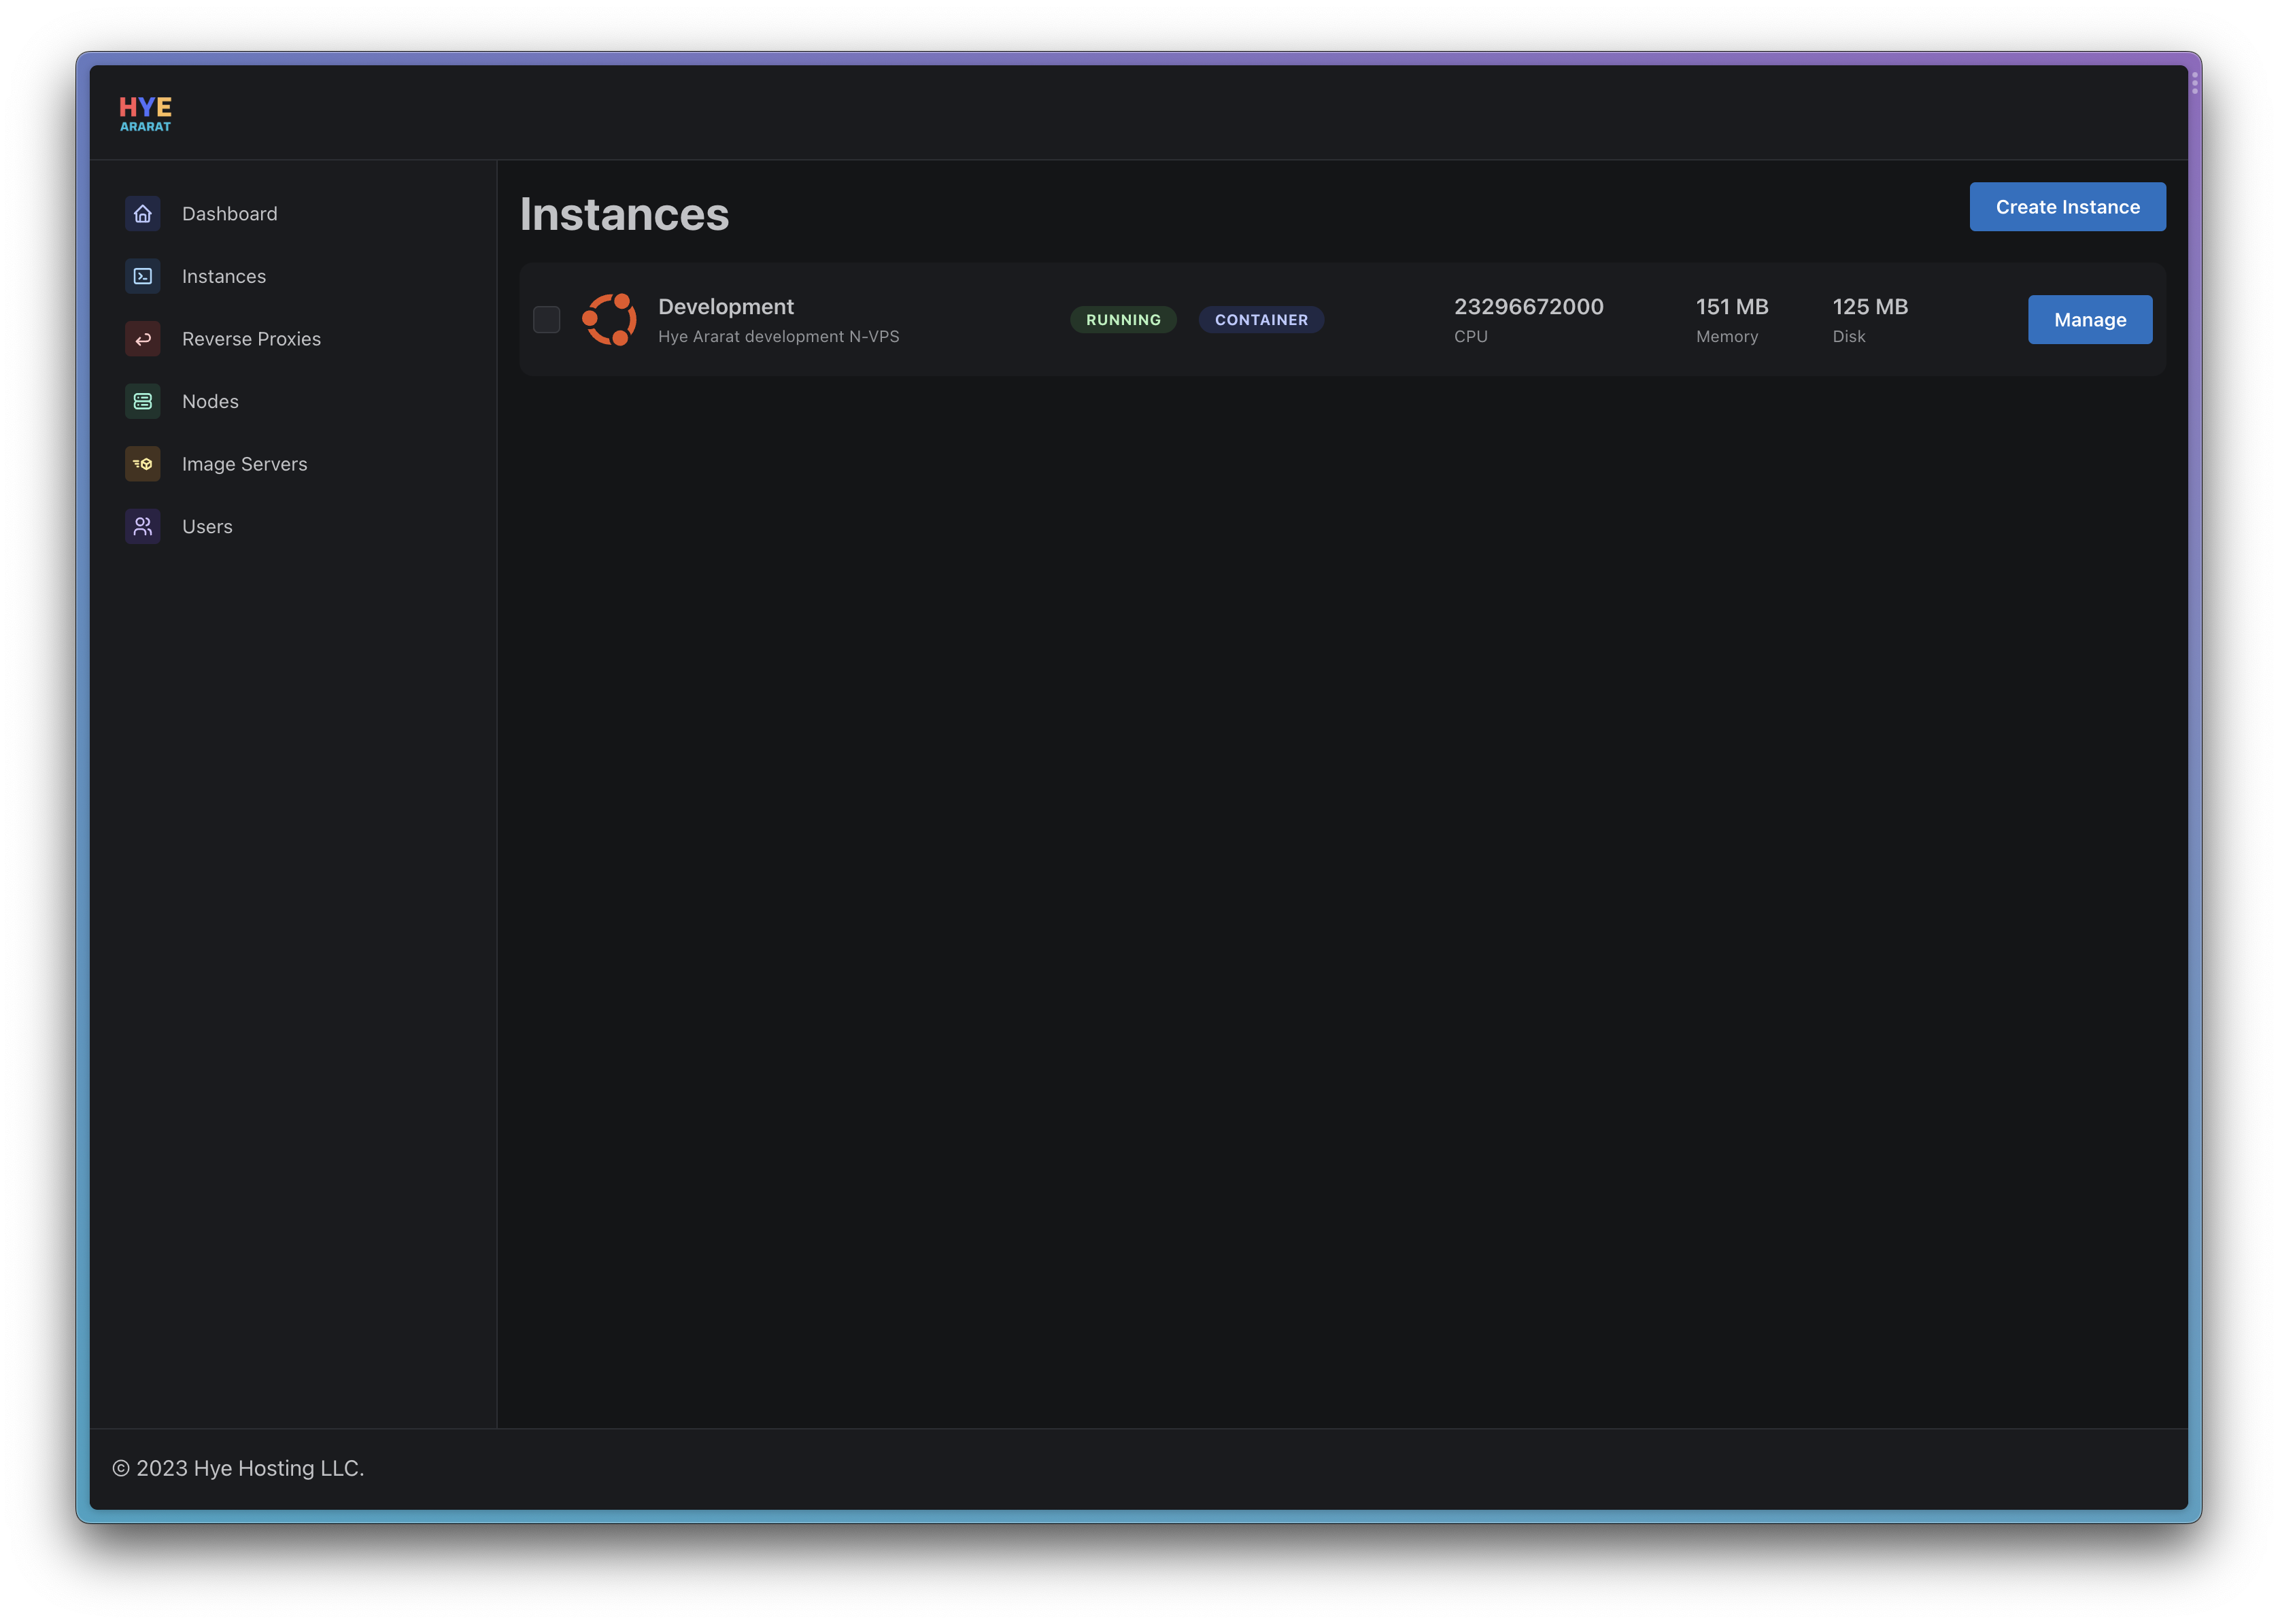 HYE
ARARAT
Dashboard
Instances
Reverse Proxies
Nodes
Image Servers
Users
Instances
Create Instance
Development
Hye Ararat development N-VPS
RUNNING
CONTAINER
23296672000
CPU
151 MB
Memory
125 MB
Disk
Manage
© 2023 Hye Hosting LLC.